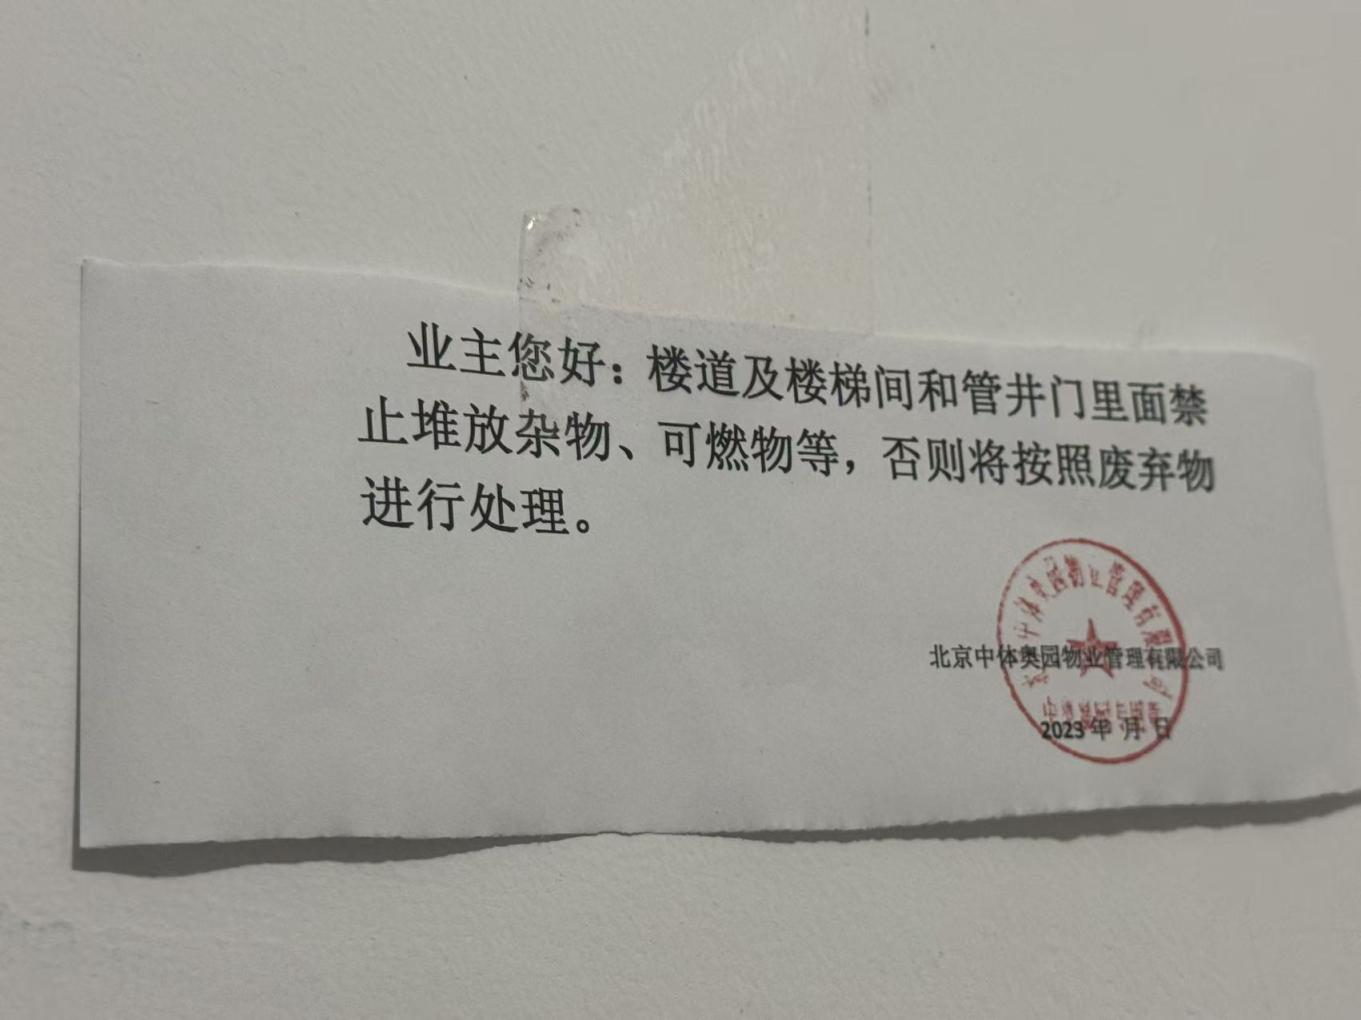 业主您好：楼道及楼梯间和管井门里面禁
止堆放杂物、可燃物等，否则将按照废弃物
进行处理。
北京中体奥园物业管理有限公司
2023年 月 日